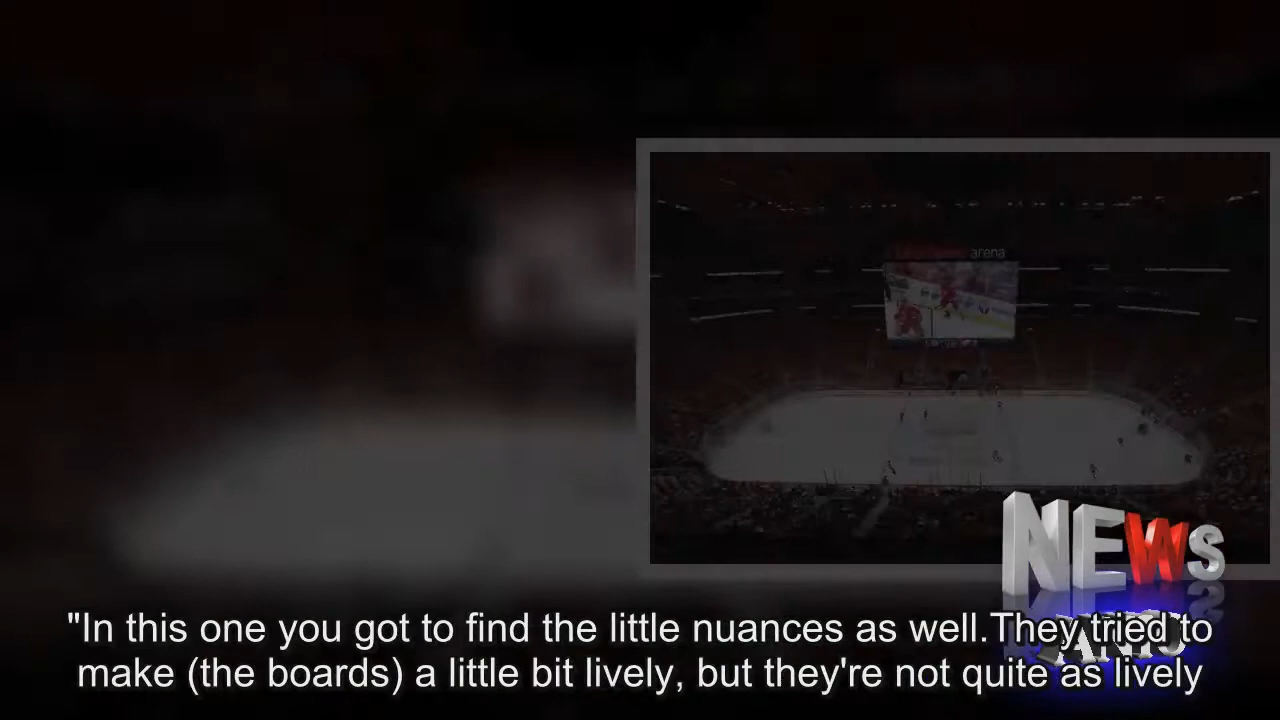 arena
NEWS
"In this one you got to find the little nuances as well.They tried to
make (the boards) a little bit lively, but they're not quite as lively